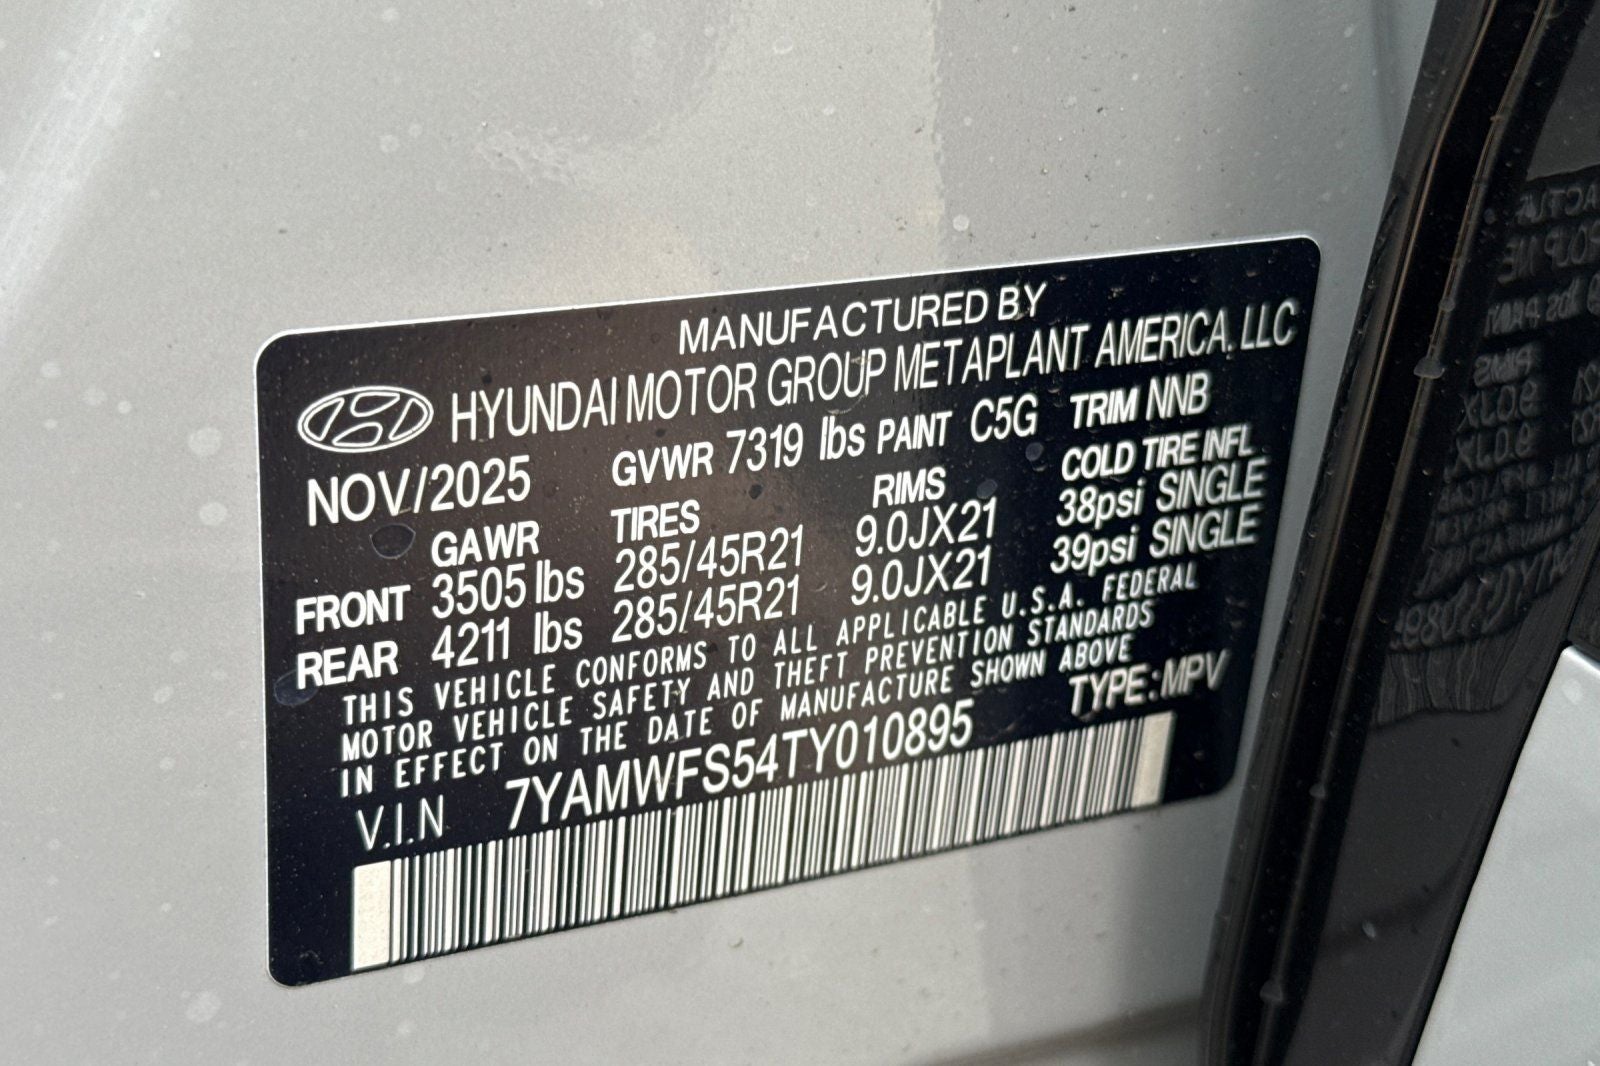 MANUFACTURED BY
HYUNDAI MOTOR GROUP METAPLANT AMERICA, LLC
NOV/2025 GVWR 7319 lbs PAINT C5G TRIM NNB
GAWR TIRES RIMS COLD TIRE INFL
FRONT 3505 lbs 285/45R21 9.0JX21 38psi SINGLE
REAR 4211 lbs 285/45R21 9.0JX21 39psi SINGLE
THIS VEHICLE CONFORMS TO ALL APPLICABLE U.S.A. FEDERAL
MOTOR VEHICLE SAFETY AND THEFT PREVENTION STANDARDS
IN EFFECT ON THE DATE OF MANUFACTURE SHOWN ABOVE
V.I.N 7YAMWFS54TY010895 TYPE:MPV